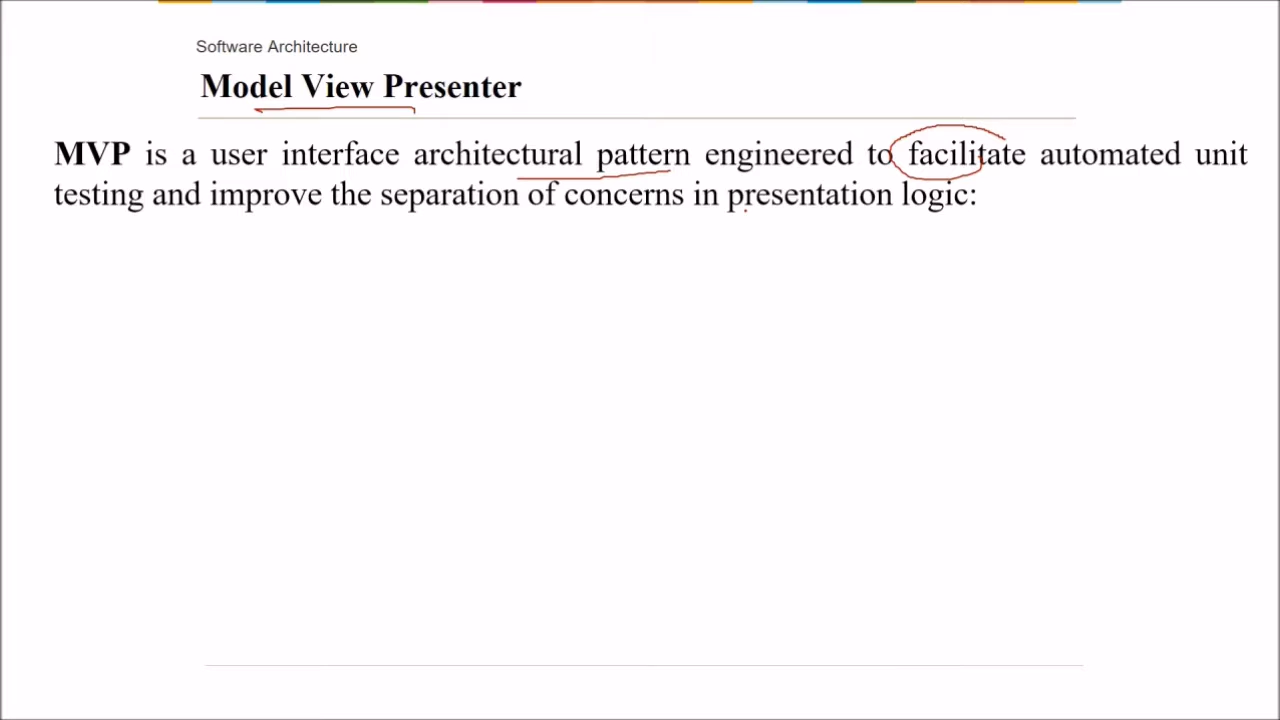 Software Architecture
Model View Presenter
MVP is a user interface architectural pattern engineered to facilitate automated unit
testing and improve the separation of concerns in presentation logic: